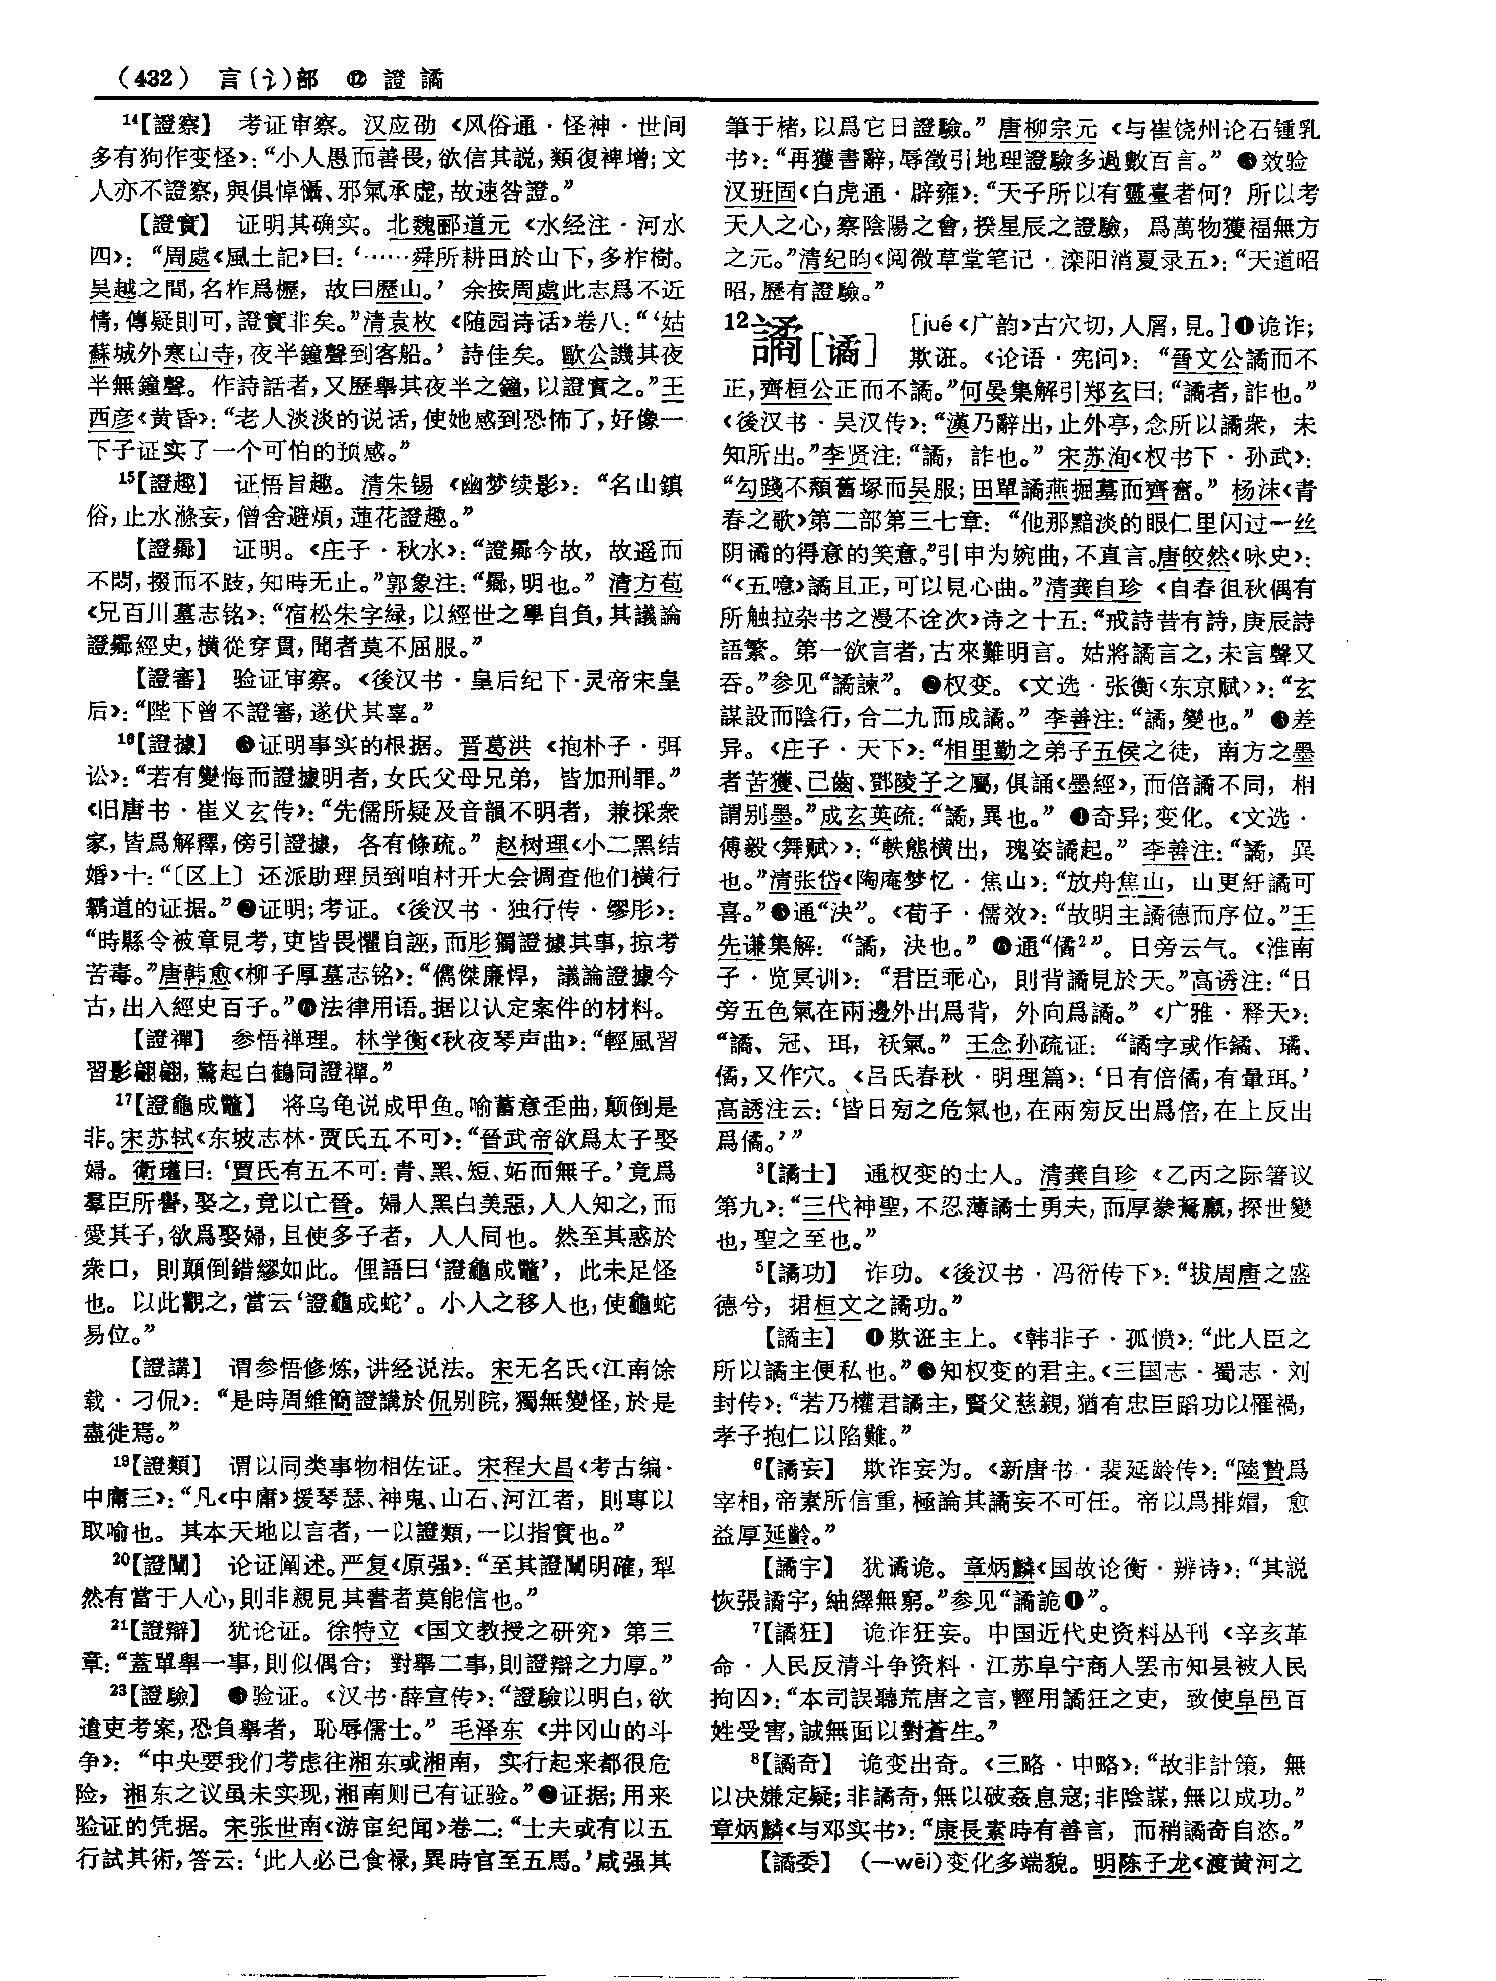 (432) 言(讠)部 ⑫ 證 譎
14【證察】 考证审察。汉应劭《风俗通·怪神·世间
多有狗作变怪》：“小人愚而善畏，欲信其説，類復裨增；文
人亦不證察，與俱悼懾、邪氣承虚，故速咎證。”
【證實】 证明其确实。北魏郦道元《水经注·河水
四》：“周處《風土記》曰：‘……舜所耕田於山下，多柞樹。
吴越之間，名柞爲櫪，故曰歷山。’余按周處此志爲不近
情，傳疑則可，證實非矣。”清袁枚《随园诗话》卷八：“‘姑
蘇城外寒山寺，夜半鐘聲到客船。’詩佳矣。歐公譏其夜
半無鐘聲。作詩話者，又歷舉其夜半之鐘，以證實之。”王
西彦《黄昏》：“老人淡淡的说话，使她感到恐怖了，好像一
下子证实了一个可怕的预感。”
15【證趣】 证悟旨趣。清朱锡《幽梦续影》：“名山鎮
俗，止水滌妄，僧舍避煩，蓮花證趣。”
【證曏】 证明。《庄子·秋水》：“證曏今故，故遥而
不悶，掇而不跂，知時无止。”郭象注：“曏，明也。”清方苞
《兄百川墓志铭》：“宿松朱字緑，以經世之學自負，其議論
證曏經史，横從穿貫，聞者莫不屈服。”
【證審】 验证审察。《後汉书·皇后纪下·灵帝宋皇
后》：“陛下曾不證審，遂伏其辜。”
16【證據】 ❶证明事实的根据。晋葛洪《抱朴子·弭
讼》：“若有變悔而證據明者，女氏父母兄弟，皆加刑罪。”
《旧唐书·崔义玄传》：“先儒所疑及音韻不明者，兼採衆
家，皆爲解釋，傍引證據，各有條疏。”赵树理《小二黑结
婚》十：“〔区上〕还派助理员到咱村开大会调查他们横行
霸道的证据。”❷证明；考证。《後汉书·独行传·缪肜》：
“時縣令被章見考，吏皆畏懼自誣，而肜獨證據其事，掠考
苦毒。”唐韩愈《柳子厚墓志铭》：“儁傑廉悍，議論證據今
古，出入經史百子。”❸法律用语。据以认定案件的材料。
【證禪】 参悟禅理。林学衡《秋夜琴声曲》：“輕風習
習影翩翩，驚起白鶴同證禪。”
17【證龜成鼈】 将乌龟说成甲鱼。喻蓄意歪曲，颠倒是
非。宋苏轼《东坡志林·贾氏五不可》：“晉武帝欲爲太子娶
婦。衛瓘曰：‘賈氏有五不可：青、黑、短、妬而無子。’竟爲
羣臣所譽，娶之，竟以亡晉。婦人黑白美惡，人人知之，而
愛其子，欲爲娶婦，且使多子者，人人同也。然至其惑於
衆口，則顛倒錯繆如此。俚語曰‘證龜成鼈’，此未足怪
也。以此觀之，當云‘證龜成蛇’。小人之移人也，使龜蛇
易位。”
【證講】 谓参悟修炼，讲经说法。宋无名氏《江南馀
载·刁侃》：“是時周維簡證講於侃别院，獨無變怪，於是
盡徙焉。”
19【證類】 谓以同类事物相佐证。宋程大昌《考古编·
中庸三》：“凡《中庸》援琴瑟、神鬼、山石、河江者，則專以
取喻也。其本天地以言者，一以證類，一以指實也。”
20【證闡】 论证阐述。严复《原强》：“至其證闡明確，犁
然有當于人心，則非親見其書者莫能信也。”
21【證辯】 犹论证。徐特立《国文教授之研究》第三
章：“蓋單舉一事，則似偶合；對舉二事，則證辯之力厚。”
23【證驗】 ❶验证。《汉书·薛宣传》：“證驗以明白，欲
遣吏考案，恐負舉者，恥辱儒士。”毛泽东《井冈山的斗
争》：“中央要我们考虑往湘东或湘南，实行起来都很危
险，湘东之议虽未实现，湘南则已有证验。”❷证据；用来
验证的凭据。宋张世南《游宦纪闻》卷二：“士夫或有以五
行試其術，答云：‘此人必已食禄，異時官至五馬。’咸强其
筆于楮，以爲它日證驗。”唐柳宗元《与崔饶州论石锺乳
书》：“再獲書辭，辱徵引地理證驗多過數百言。”❸效验
汉班固《白虎通·辟雍》：“天子所以有靈臺者何？所以考
天人之心，察陰陽之會，揆星辰之證驗，爲萬物獲福無方
之元。”清纪昀《阅微草堂笔记·滦阳消夏录五》：“天道昭
昭，歷有證驗。”
12譎[谲] [jué《广韵》古穴切，入屑，見。]❶诡诈；
欺诳。《论语·宪问》：“晉文公譎而不
正，齊桓公正而不譎。”何晏集解引郑玄曰：“譎者，詐也。”
《後汉书·吴汉传》：“漢乃辭出，止外亭，念所以譎衆，未
知所出。”李贤注：“譎，詐也。”宋苏洵《权书下·孙武》：
“勾踐不頽舊塚而吴服；田單譎燕掘墓而齊奮。”杨沫《青
春之歌》第二部第三七章：“他那黯淡的眼仁里闪过一丝
阴谲的得意的笑意。”引申为婉曲，不直言。唐皎然《咏史》：
“《五噫》譎且正，可以見心曲。”清龚自珍《自春徂秋偶有
所触拉杂书之漫不诠次》诗之十五：“戒詩昔有詩，庚辰詩
語繁。第一欲言者，古來難明言。姑將譎言之，未言聲又
吞。”参见“譎諫”。❷权变。《文选·张衡〈东京赋〉》：“玄
謀設而陰行，合二九而成譎。”李善注：“譎，變也。”❸差
异。《庄子·天下》：“相里勤之弟子五侯之徒，南方之墨
者苦獲、已齒、鄧陵子之屬，俱誦《墨經》，而倍譎不同，相
謂别墨。”成玄英疏：“譎，異也。”❹奇异；变化。《文选·
傅毅〈舞赋〉》：“軼態横出，瑰姿譎起。”李善注：“譎，異
也。”清张岱《陶庵梦忆·焦山》：“放舟焦山，山更紆譎可
喜。”❺通“决”。《荀子·儒效》：“故明主譎德而序位。”王
先谦集解：“譎，決也。”❻通“僪2”。日旁云气。《淮南
子·览冥训》：“君臣乖心，則背譎見於天。”高诱注：“日
旁五色氣在兩邊外出爲背，外向爲譎。”《广雅·释天》：
“譎、冠、珥，祅氣。”王念孙疏证：“譎字或作鐍、璚、
僪，又作穴。《吕氏春秋·明理篇》：‘日有倍僪，有暈珥。’
高誘注云：‘皆日旁之危氣也，在兩旁反出爲倍，在上反出
爲僪。’”
3【譎士】 通权变的士人。清龚自珍《乙丙之际箸议
第九》：“三代神聖，不忍薄譎士勇夫，而厚豢駑羸，探世變
也，聖之至也。”
5【譎功】 诈功。《後汉书·冯衍传下》：“拔周唐之盛
德兮，捃桓文之譎功。”
【譎主】 ❶欺诳主上。《韩非子·孤愤》：“此人臣之
所以譎主便私也。”❷知权变的君主。《三国志·蜀志·刘
封传》：“若乃權君譎主，賢父慈親，猶有忠臣蹈功以罹禍，
孝子抱仁以陷難。”
6【譎妄】 欺诈妄为。《新唐书·裴延龄传》：“陸贄爲
宰相，帝素所信重，極論其譎妄不可任。帝以爲排媢，愈
益厚延齡。”
【譎宇】 犹谲诡。章炳麟《国故论衡·辨诗》：“其説
恢張譎宇，紬繹無窮。”参见“譎詭❶”。
7【譎狂】 诡诈狂妄。中国近代史资料丛刊《辛亥革
命·人民反清斗争资料·江苏阜宁商人罢市知县被人民
拘囚》：“本司誤聽荒唐之言，輕用譎狂之吏，致使阜邑百
姓受害，誠無面以對蒼生。”
8【譎奇】 诡变出奇。《三略·中略》：“故非計策，無
以决嫌定疑；非譎奇，無以破姦息寇；非陰謀，無以成功。”
章炳麟《与邓实书》：“康長素時有善言，而稍譎奇自恣。”
【譎委】 (—wēi)变化多端貌。明陈子龙《渡黄河之